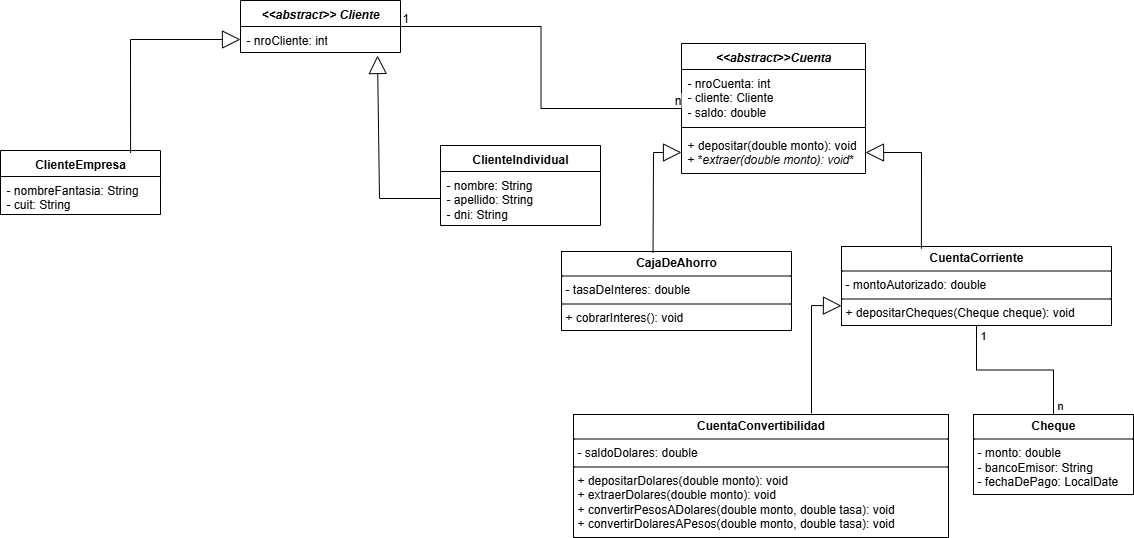 <<abstract>> Cliente
- nroCliente: int
1
<<abstract>>Cuenta
- nroCuenta: int
- cliente: Cliente
- saldo: double
n
+ depositar(double monto): void
+ *extraer(double monto): void*
ClienteEmpresa
- nombreFantasia: String
- cuit: String
ClienteIndividual
- nombre: String
- apellido: String
- dni: String
CajaDeAhorro
- tasaDeInteres: double
+ cobrarInteres(): void
CuentaCorriente
- montoAutorizado: double
+ depositarCheques(Cheque cheque): void
1
n
CuentaConvertibilidad
- saldoDolares: double
+ depositarDolares(double monto): void
+ extraerDolares(double monto): void
+ convertirPesosADolares(double monto, double tasa): void
+ convertirDolaresAPesos(double monto, double tasa): void
Cheque
- monto: double
- bancoEmisor: String
- fechaDePago: LocalDate